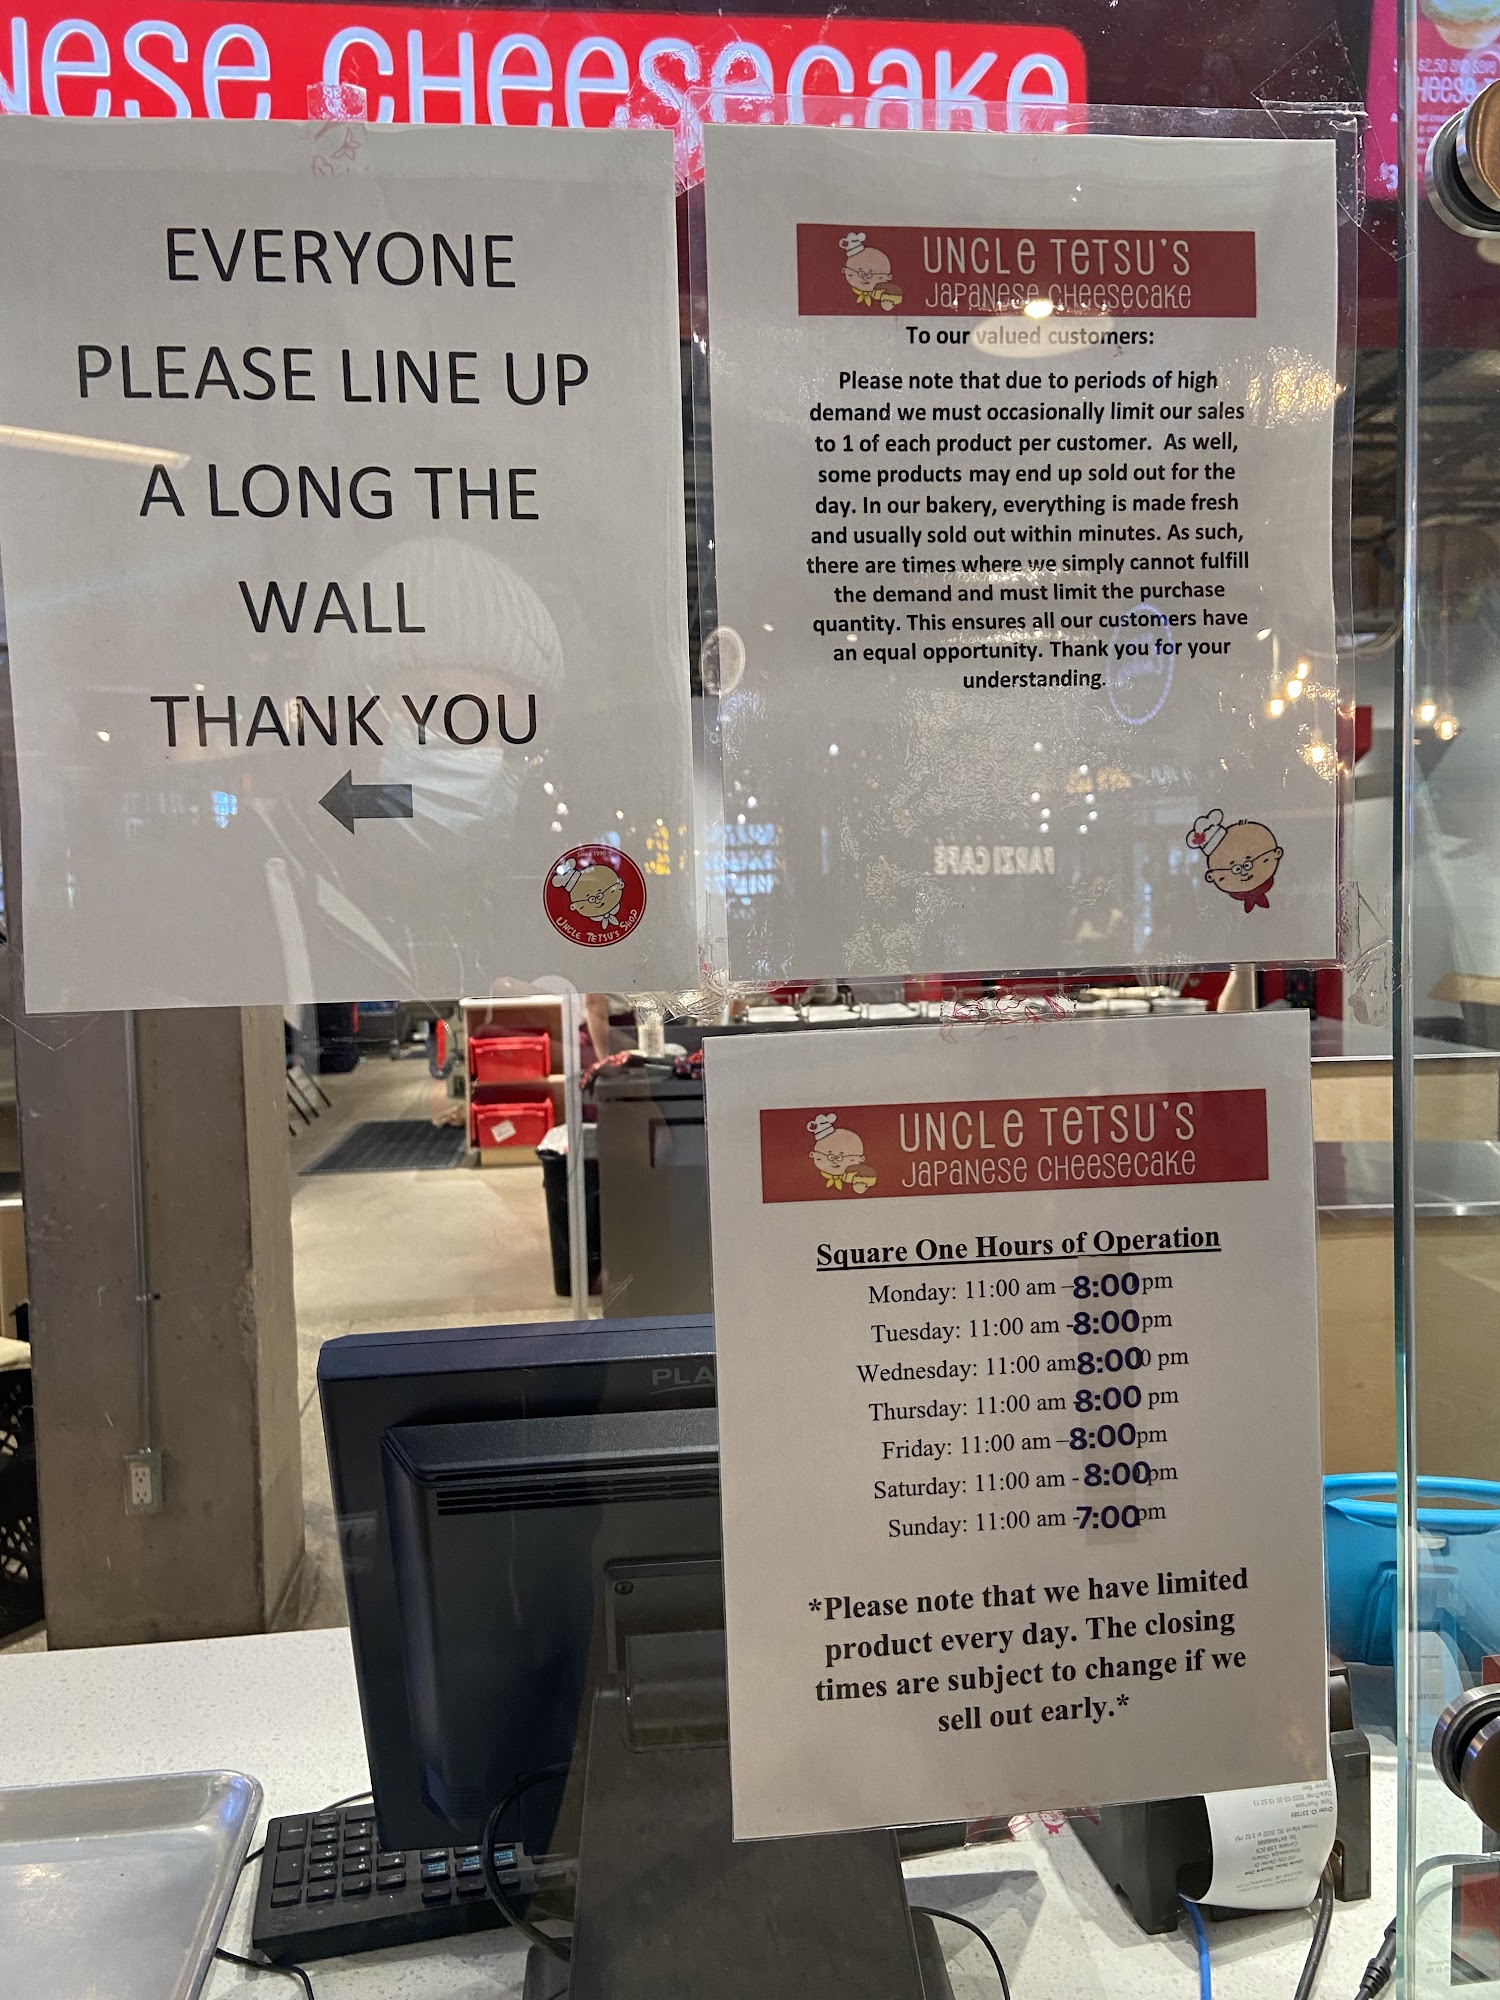 NESE CHEESECAKE
EVERYONE
PLEASE LINE UP
A LONG THE
WALL
THANK YOU
Since 1990
UNCLE TETSU'S SHOP
UNCLE TETSU'S
JAPANESE CHEESECAKE
To our valued customers:
Please note that due to periods of high
demand we must occasionally limit our sales
to 1 of each product per customer. As well,
some products may end up sold out for the
day. In our bakery, everything is made fresh
and usually sold out within minutes. As such,
there are times where we simply cannot fulfill
the demand and must limit the purchase
quantity. This ensures all our customers have
an equal opportunity. Thank you for your
understanding.
FARZI CAFE
UNCLE TETSU'S
JAPANESE CHEESECAKE
Square One Hours of Operation
Monday: 11:00 am –8:00pm
Tuesday: 11:00 am -8:00pm
Wednesday: 11:00 am8:000 pm
Thursday: 11:00 am 8:00 pm
Friday: 11:00 am –8:00pm
Saturday: 11:00 am - 8:00pm
Sunday: 11:00 am -7:00pm
*Please note that we have limited
product every day. The closing
times are subject to change if we
sell out early.*
PLA